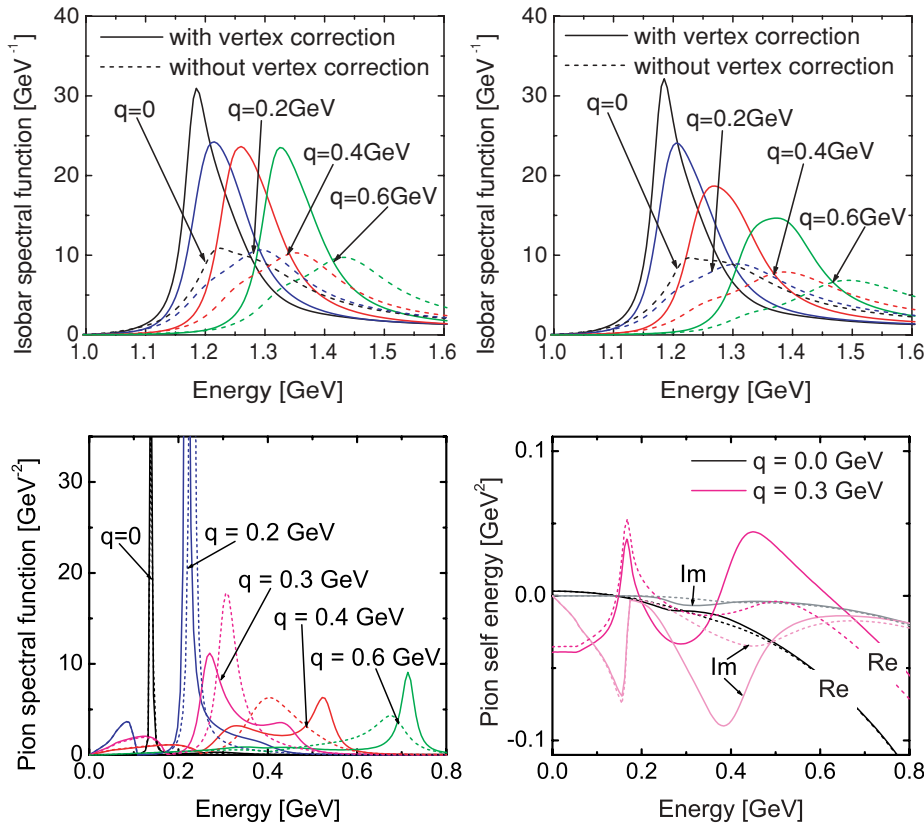 with vertex correction
without vertex correction
q=0
q=0.2GeV
q=0.4GeV
q=0.6GeV
Isobar spectral function [GeV⁻¹]
40
30
20
10
0
1.0 1.1 1.2 1.3 1.4 1.5 1.6
Energy [GeV]
with vertex correction
without vertex correction
q=0
q=0.2GeV
q=0.4GeV
q=0.6GeV
Isobar spectral function [GeV⁻¹]
40
30
20
10
0
1.0 1.1 1.2 1.3 1.4 1.5 1.6
Energy [GeV]
q=0
q = 0.2 GeV
q = 0.3 GeV
q = 0.4 GeV
q = 0.6 GeV
Pion spectral function [GeV⁻²]
30
20
10
0
0.0 0.2 0.4 0.6 0.8
Energy [GeV]
q = 0.0 GeV
q = 0.3 GeV
Im
Im
Re
Re
Pion self energy [GeV²]
0.1
0.0
-0.1
0.0 0.2 0.4 0.6 0.8
Energy [GeV]